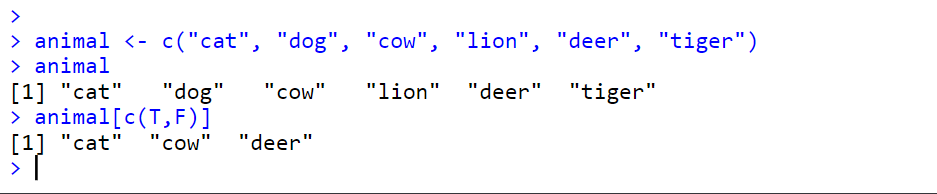 >
> animal <- c("cat", "dog", "cow", "lion", "deer", "tiger")
> animal
[1] "cat"   "dog"   "cow"   "lion"  "deer"  "tiger"
> animal[c(T,F)]
[1] "cat"  "cow"  "deer"
>